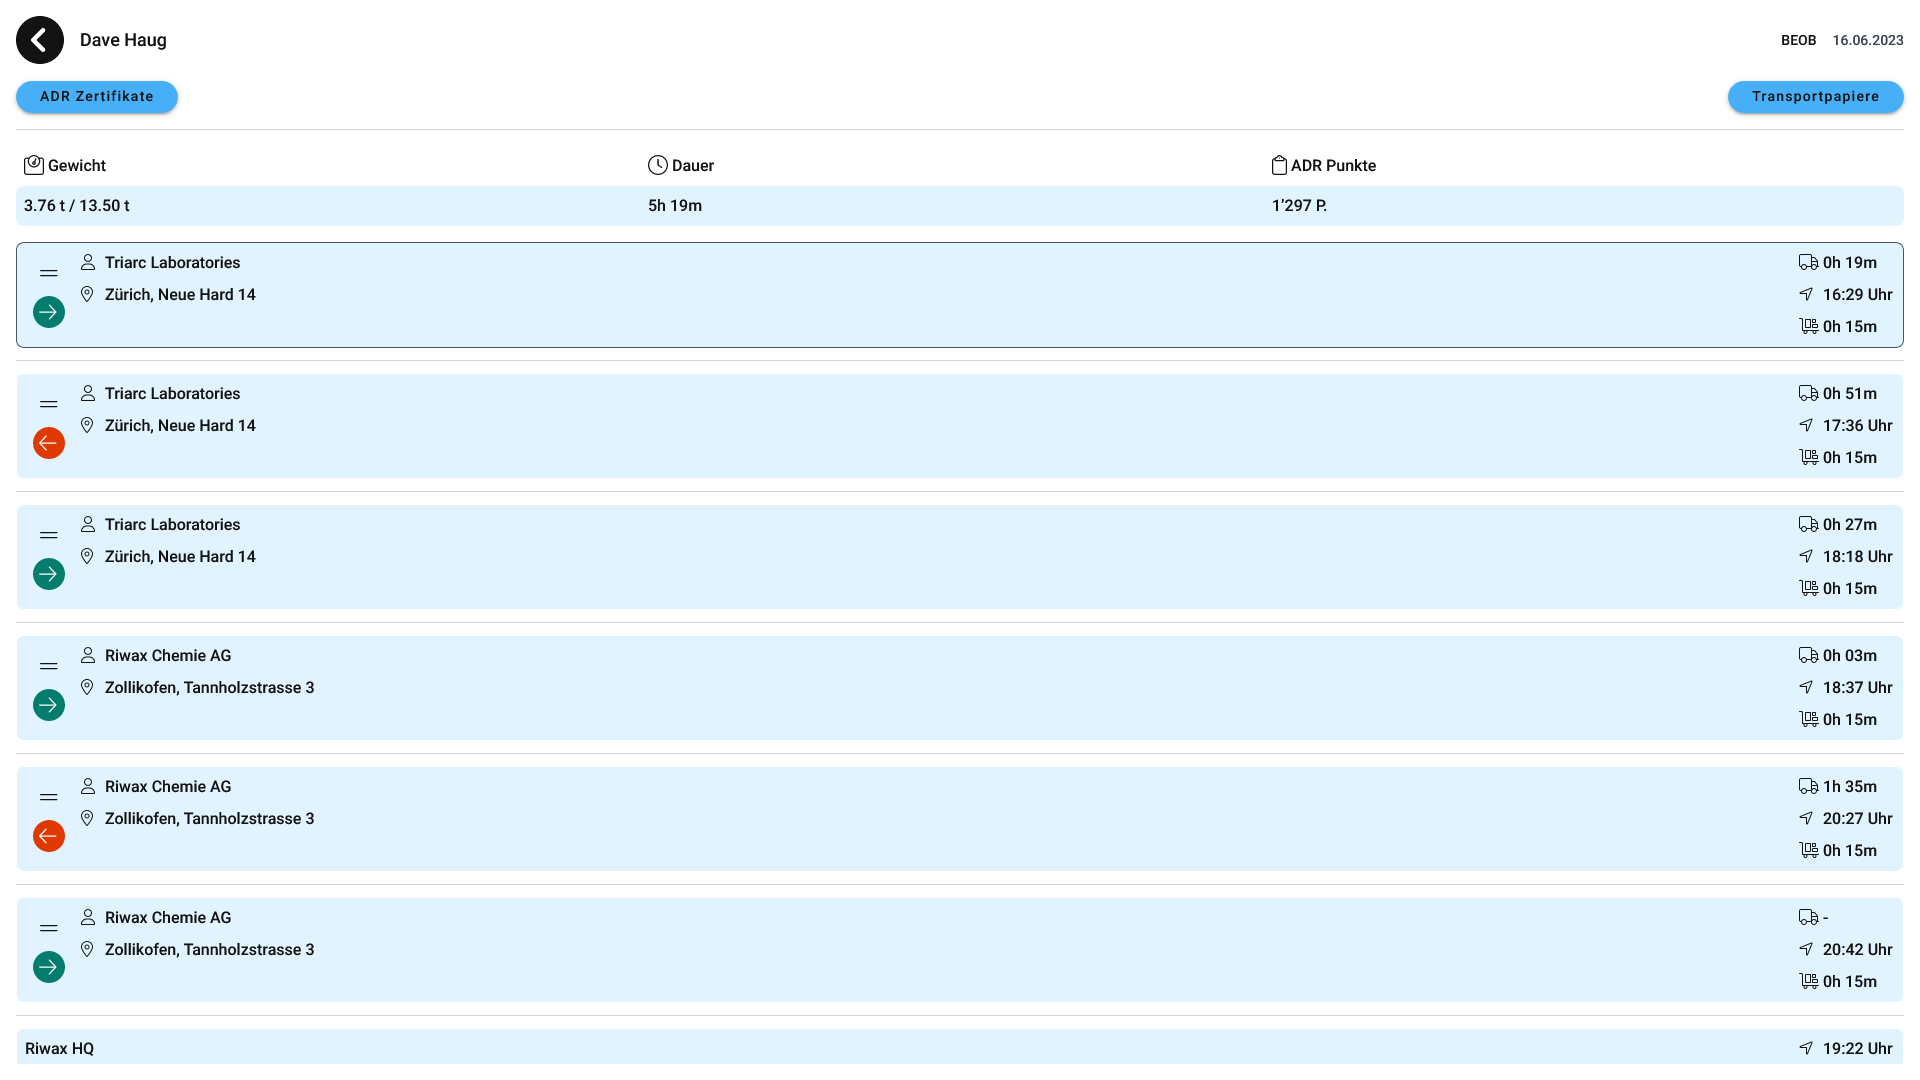 Dave Haug
BEOB 16.06.2023
ADR Zertifikate
Transportpapiere
Gewicht Dauer ADR Punkte
3.76 t / 13.50 t 5h 19m 1’297 P.
Triarc Laboratories 0h 19m
Zürich, Neue Hard 14 16:29 Uhr
0h 15m
Triarc Laboratories 0h 51m
Zürich, Neue Hard 14 17:36 Uhr
0h 15m
Triarc Laboratories 0h 27m
Zürich, Neue Hard 14 18:18 Uhr
0h 15m
Riwax Chemie AG 0h 03m
Zollikofen, Tannholzstrasse 3 18:37 Uhr
0h 15m
Riwax Chemie AG 1h 35m
Zollikofen, Tannholzstrasse 3 20:27 Uhr
0h 15m
Riwax Chemie AG -
Zollikofen, Tannholzstrasse 3 20:42 Uhr
0h 15m
Riwax HQ 19:22 Uhr